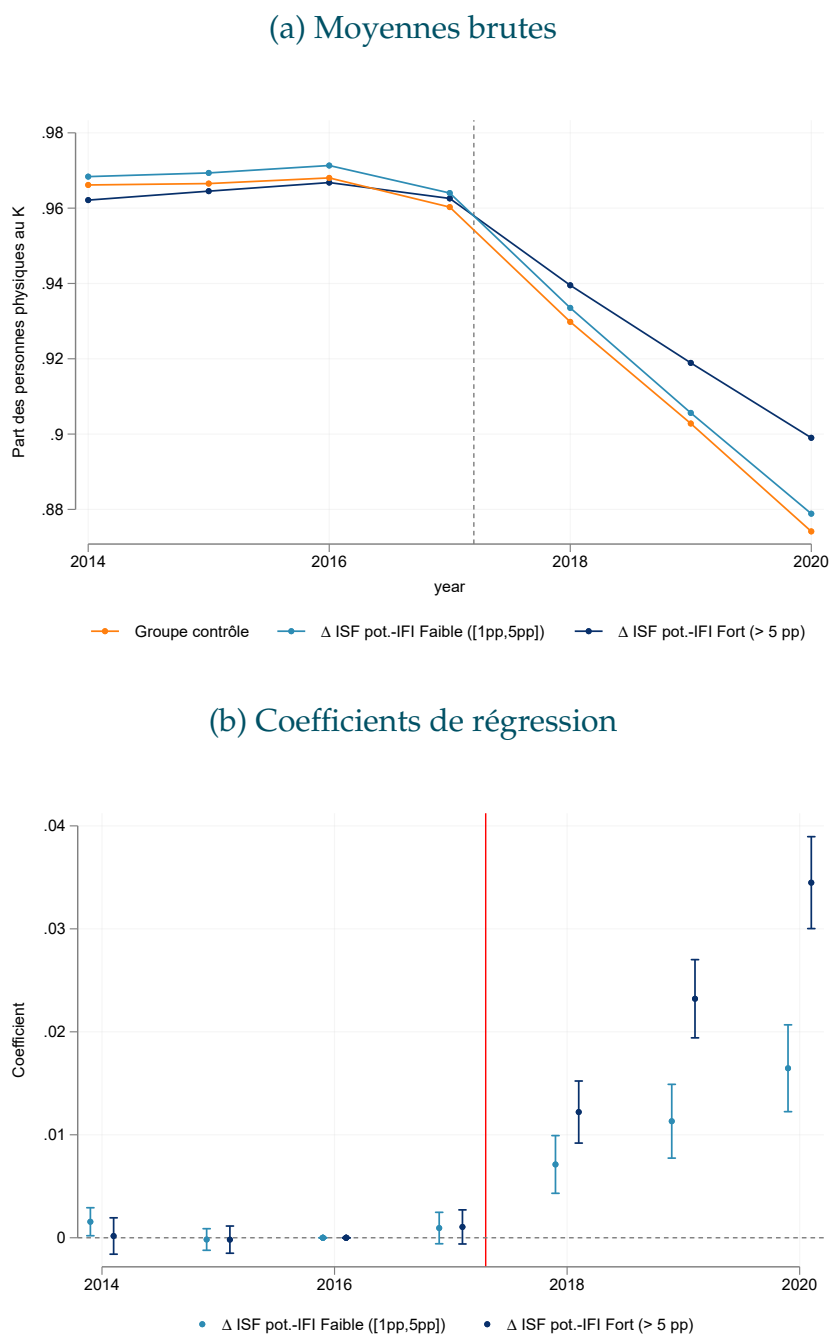 (a) Moyennes brutes
.98
.96
.94
.92
.9
.88
Part des personnes physiques au K
2014
2016
2018
2020
year
Groupe contrôle
Δ ISF pot.-IFI Faible ([1pp,5pp])
Δ ISF pot.-IFI Fort (> 5 pp)
(b) Coefficients de régression
.04
.03
.02
.01
0
Coefficient
2014
2016
2018
2020
Δ ISF pot.-IFI Faible ([1pp,5pp])
Δ ISF pot.-IFI Fort (> 5 pp)